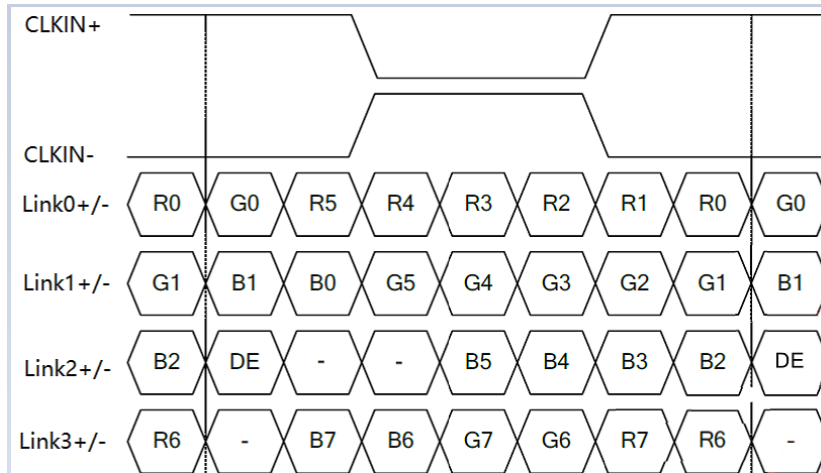 CLKIN+
CLKIN-
Link0+/- R0 G0 R5 R4 R3 R2 R1 R0 G0
Link1+/- G1 B1 B0 G5 G4 G3 G2 G1 B1
Link2+/- B2 DE - - B5 B4 B3 B2 DE
Link3+/- R6 - B7 B6 G7 G6 R7 R6 -